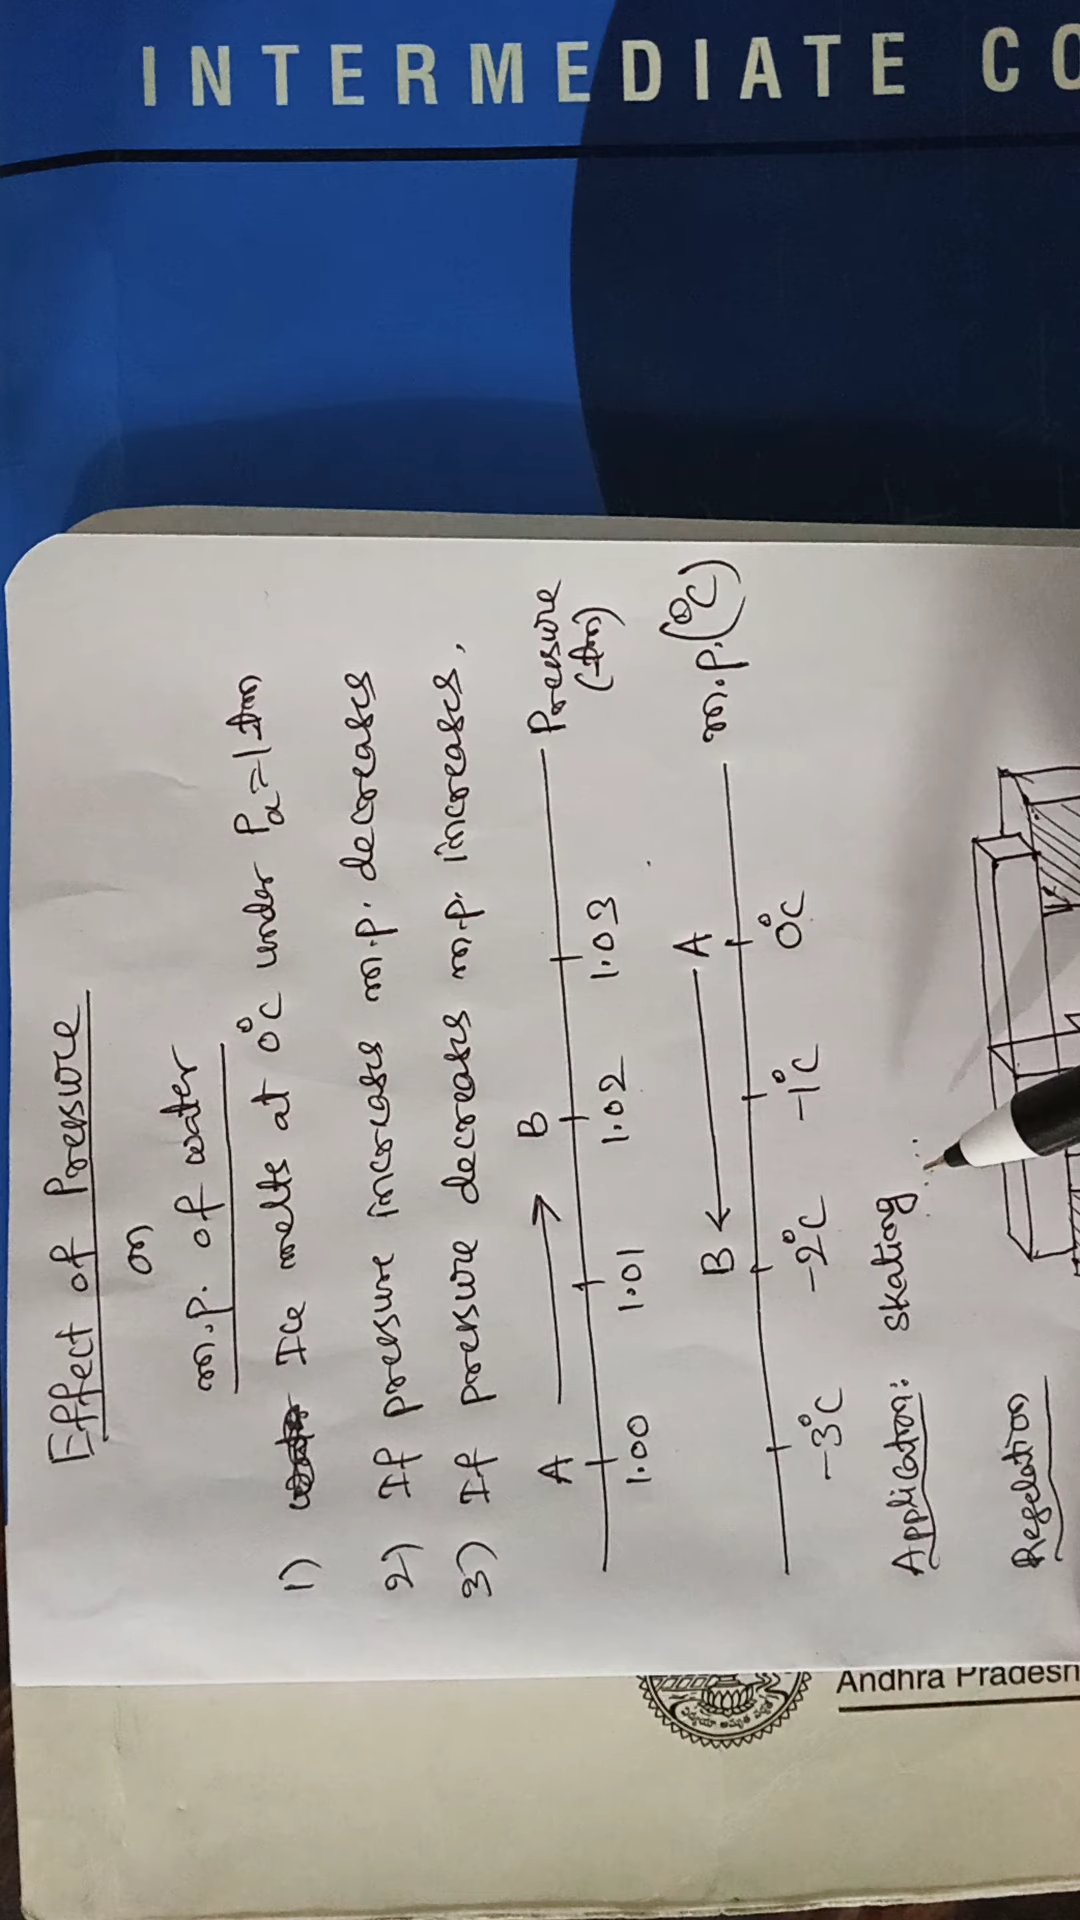 INTERMEDIATE CO
Effect of Pressure
on
m.p. of water
1) Ice melts at 0°C under Pa=1atm
2) If pressure increases m.p. decreases
3) If pressure decreases m.p. increases.
A B Pressure
(atm)
1.00 1.01 1.02 1.03
B A m.p.(°C)
-3°C -2°C -1°C 0°C
Application: Skating
Regelation
Andhra Pradesh